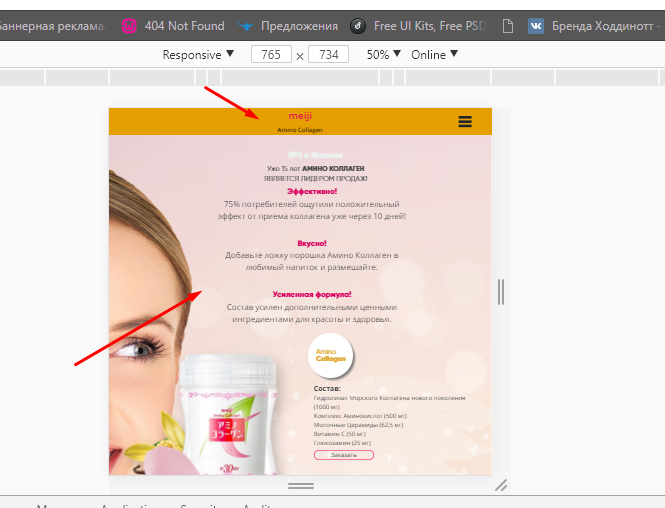 Баннерная реклама. 404 Not Found Предложения Free UI Kits, Free PSD Бренда Ходдинотт -
Responsive ▼ 765 × 734 50% ▼ Online ▼
meiji
Amino Collagen
№1 в Японии
Уже 15 лет АМИНО КОЛЛАГЕН
ЯВЛЯЕТСЯ ЛИДЕРОМ ПРОДАЖ!
Эффективно!
75% потребителей ощутили положительный
эффект от приема коллагена уже через 10 дней!
Вкусно!
Добавьте ложку порошка Амино Коллаген в
любимый напиток и размешайте.
Усиленная формула!
Состав усилен дополнительными ценными
ингредиентами для красоты и здоровья.
Amino
Collagen
Состав:
Гидролизат Морского Коллагена нового поколения
(1000 мг)
Комплекс Аминокислот (500 мг)
Молочные Церамиды (62,5 мг)
Витамин С (50 мг)
Глюкозамин (25 мг)
Заказать
meiji
Amino Collagen
アミノ
コラーゲン
30